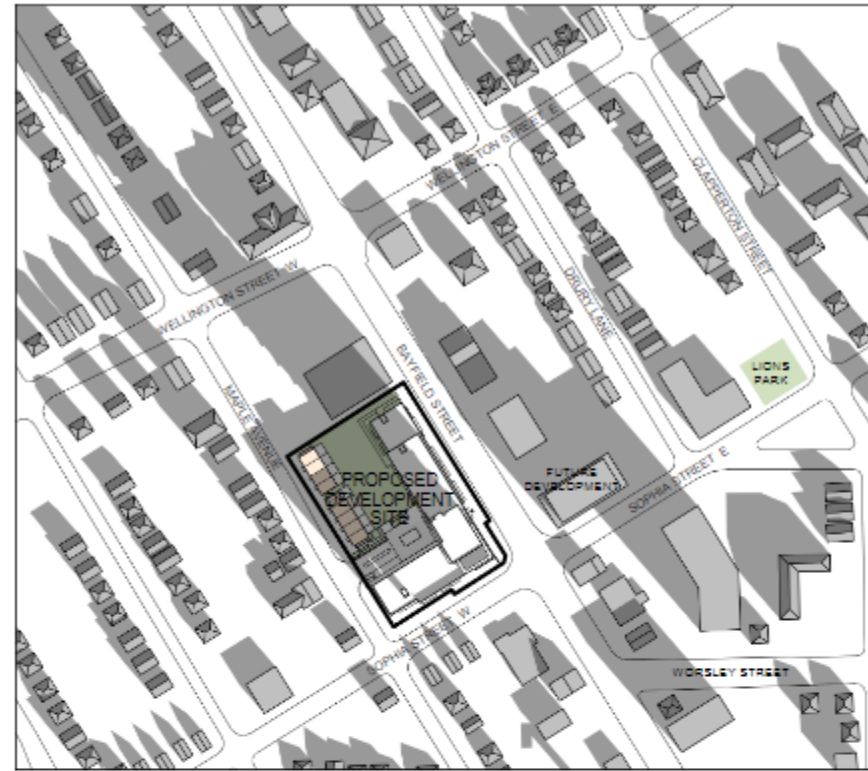 WELLINGTON STREET E
CLAPPERTON STREET
DRURY LANE
WELLINGTON STREET W
BAYFIELD STREET
MAPLE AVENUE
LIONS
PARK
PROPOSED
DEVELOPMENT
SITE
FUTURE
DEVELOPMENT
SOPHIA STREET E
SOPHIA STREET W
WORSLEY STREET